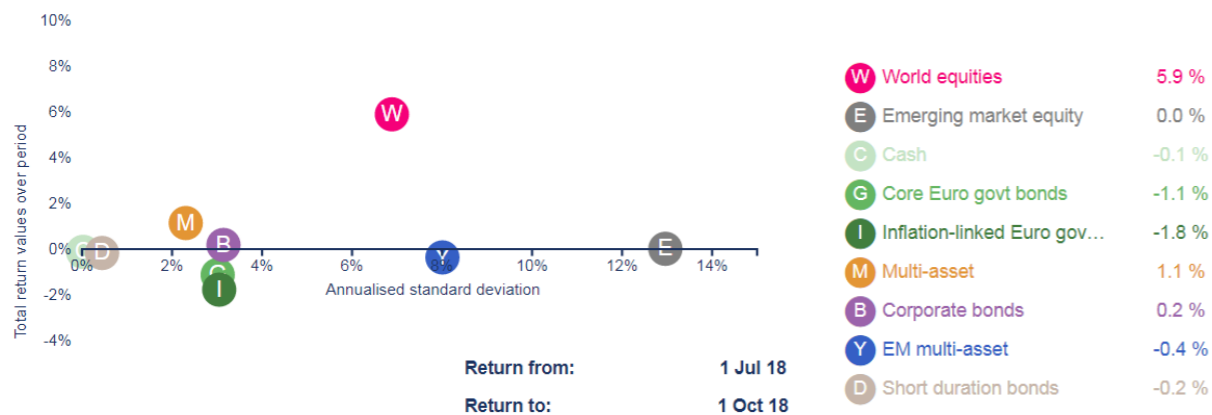 10%
8%
6%
4%
2%
0%
-2%
-4%
Total return values over period
W
M
B
C
D
G
I
Y
E
0%
2%
4%
6%
8%
10%
12%
14%
Annualised standard deviation
Return from: 1 Jul 18
Return to: 1 Oct 18
W World equities 5.9 %
E Emerging market equity 0.0 %
C Cash -0.1 %
G Core Euro govt bonds -1.1 %
I Inflation-linked Euro gov... -1.8 %
M Multi-asset 1.1 %
B Corporate bonds 0.2 %
Y EM multi-asset -0.4 %
D Short duration bonds -0.2 %